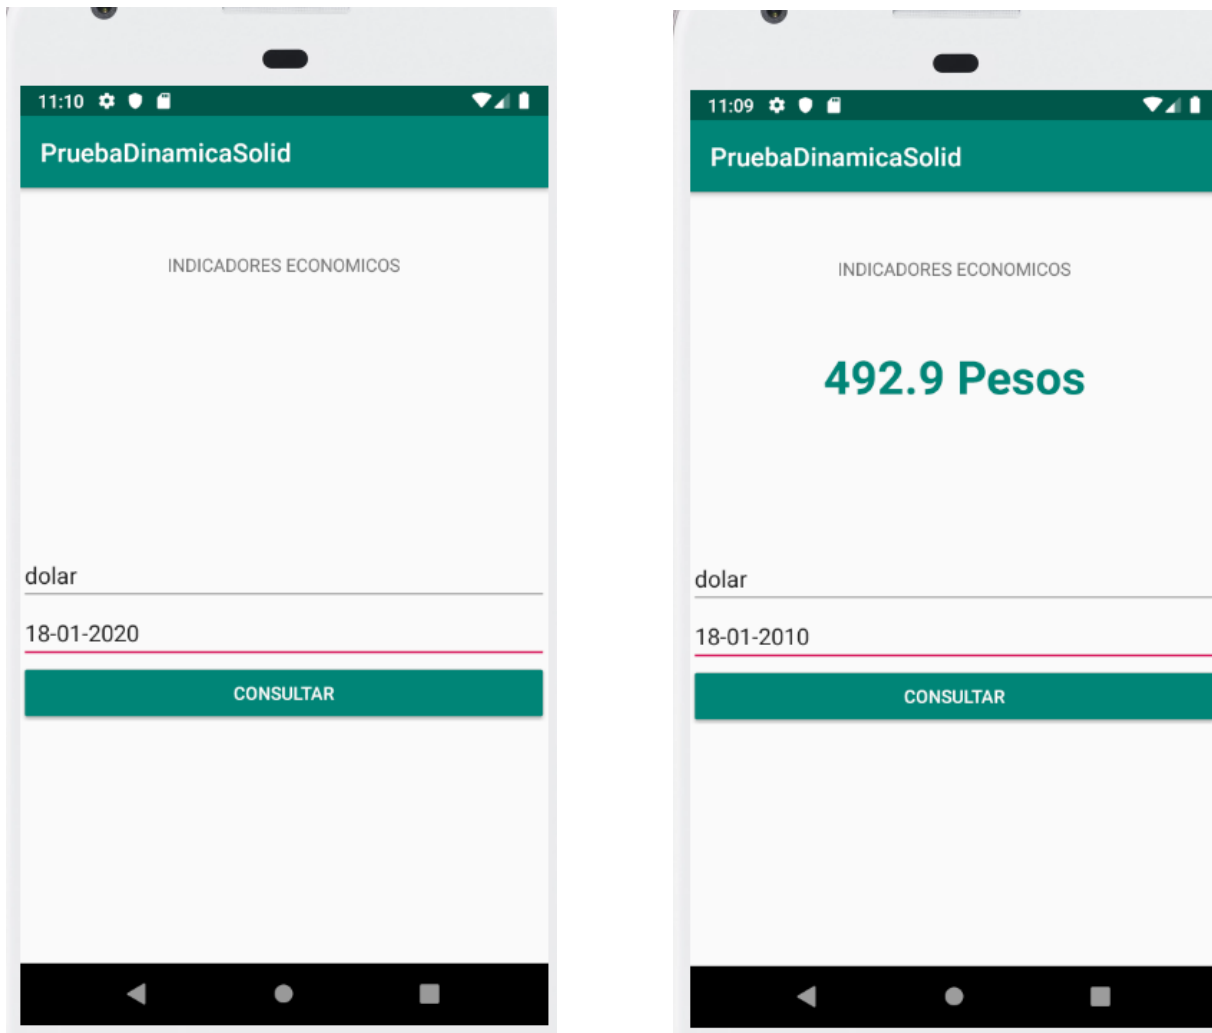 11:10
PruebaDinamicaSolid
INDICADORES ECONOMICOS
dolar
18-01-2020
CONSULTAR
11:09
PruebaDinamicaSolid
INDICADORES ECONOMICOS
492.9 Pesos
dolar
18-01-2010
CONSULTAR